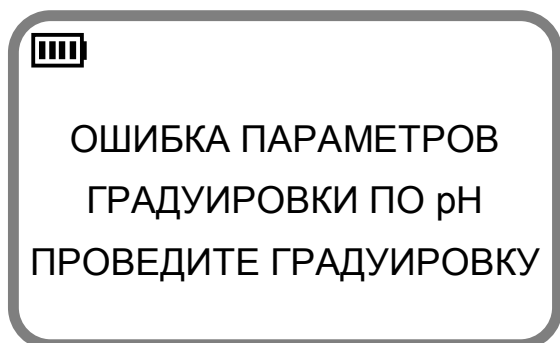 ОШИБКА ПАРАМЕТРОВ
ГРАДУИРОВКИ ПО pH
ПРОВЕДИТЕ ГРАДУИРОВКУ